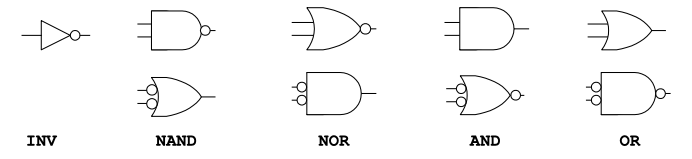 INV NAND NOR AND OR